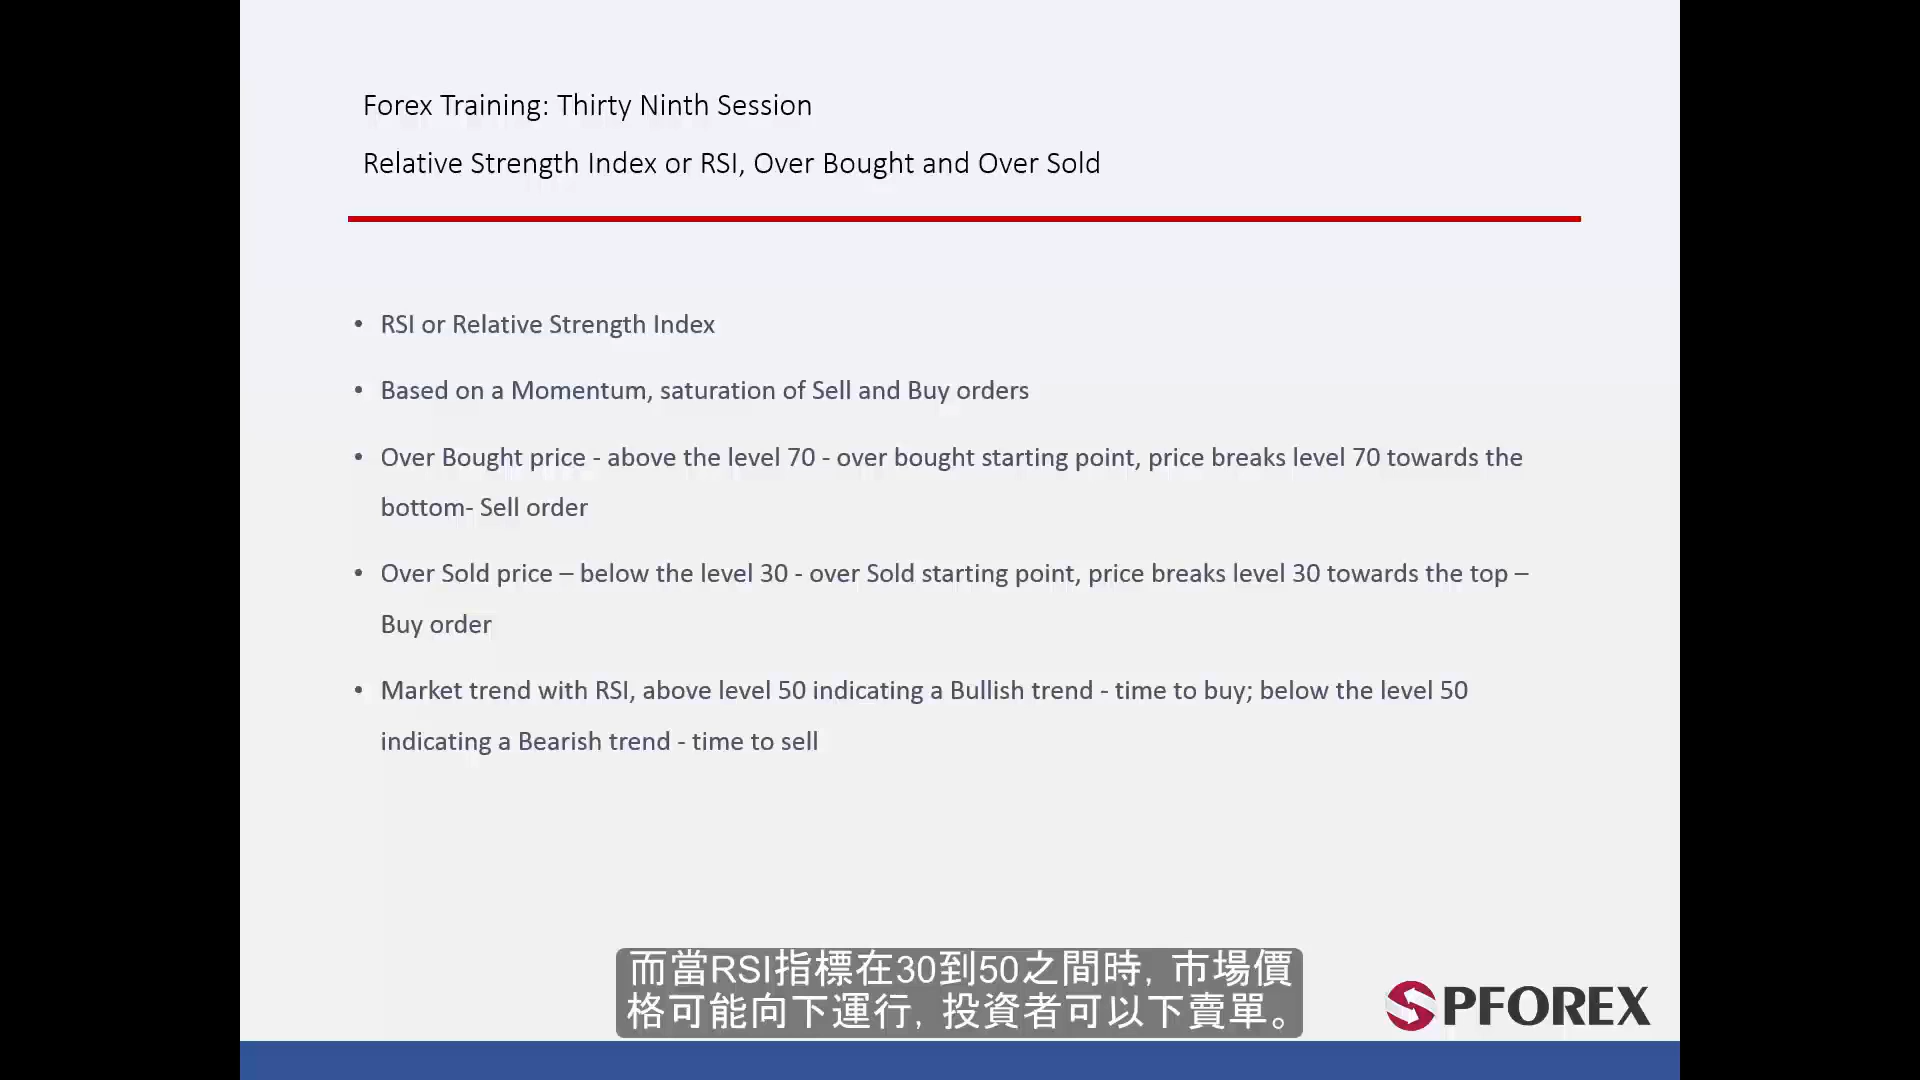 Forex Training: Thirty Ninth Session
Relative Strength Index or RSI, Over Bought and Over Sold
• RSI or Relative Strength Index
• Based on a Momentum, saturation of Sell and Buy orders
• Over Bought price - above the level 70 - over bought starting point, price breaks level 70 towards the
bottom- Sell order
• Over Sold price – below the level 30 - over Sold starting point, price breaks level 30 towards the top –
Buy order
• Market trend with RSI, above level 50 indicating a Bullish trend - time to buy; below the level 50
indicating a Bearish trend - time to sell
而當RSI指標在30到50之間時, 市場價
格可能向下運行, 投資者可以下賣單。
SPFOREX